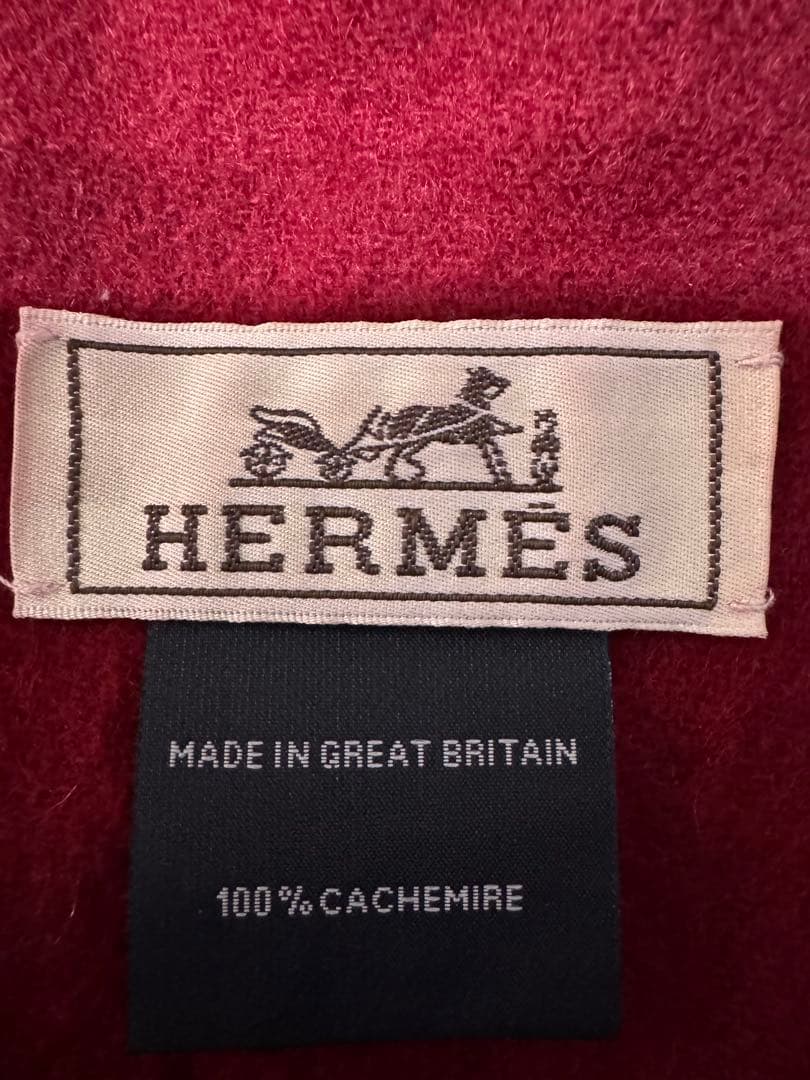 HERMÈS
MADE IN GREAT BRITAIN
100% CACHEMIRE